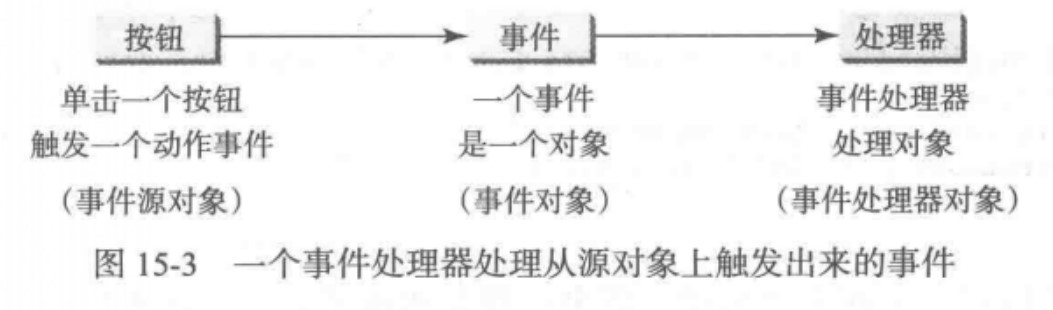 按钮 事件 处理器
单击一个按钮 一个事件 事件处理器
触发一个动作事件 是一个对象 处理对象
（事件源对象） （事件对象） （事件处理器对象）
图 15-3 一个事件处理器处理从源对象上触发出来的事件